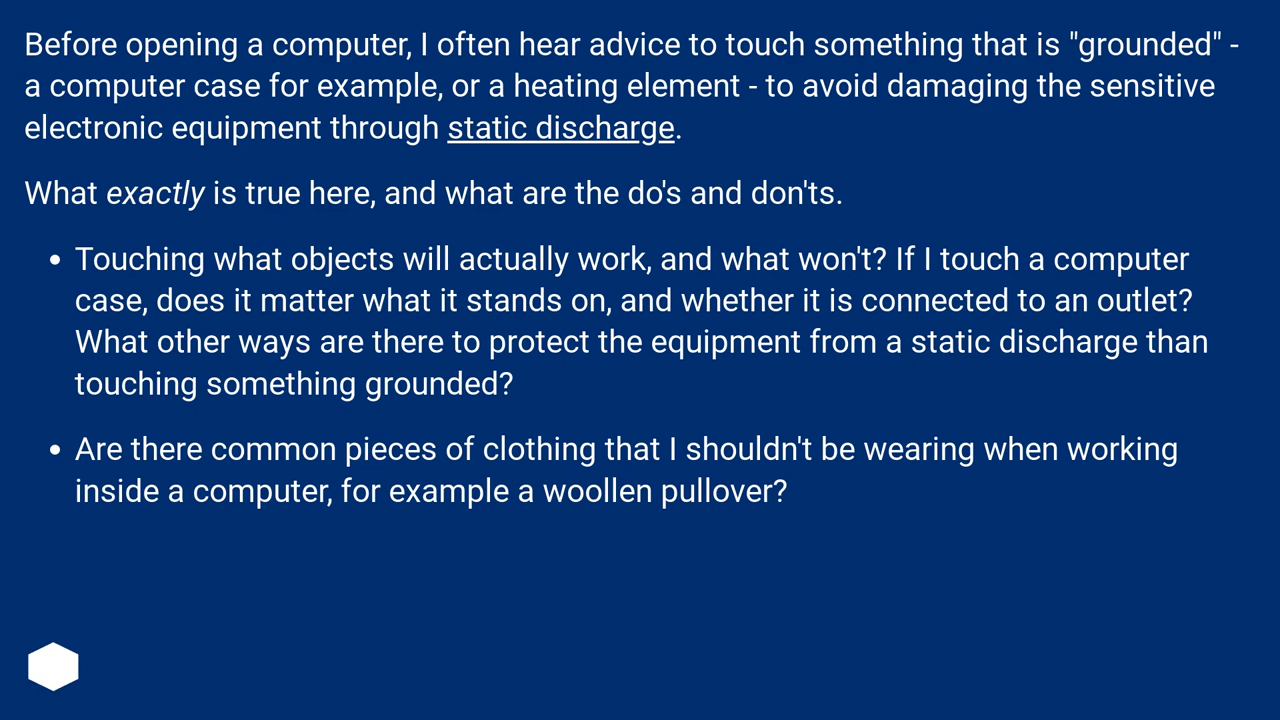 Before opening a computer, I often hear advice to touch something that is "grounded" -
a computer case for example, or a heating element - to avoid damaging the sensitive
electronic equipment through static discharge.
What exactly is true here, and what are the do's and don'ts.
• Touching what objects will actually work, and what won't? If I touch a computer
case, does it matter what it stands on, and whether it is connected to an outlet?
What other ways are there to protect the equipment from a static discharge than
touching something grounded?
• Are there common pieces of clothing that I shouldn't be wearing when working
inside a computer, for example a woollen pullover?